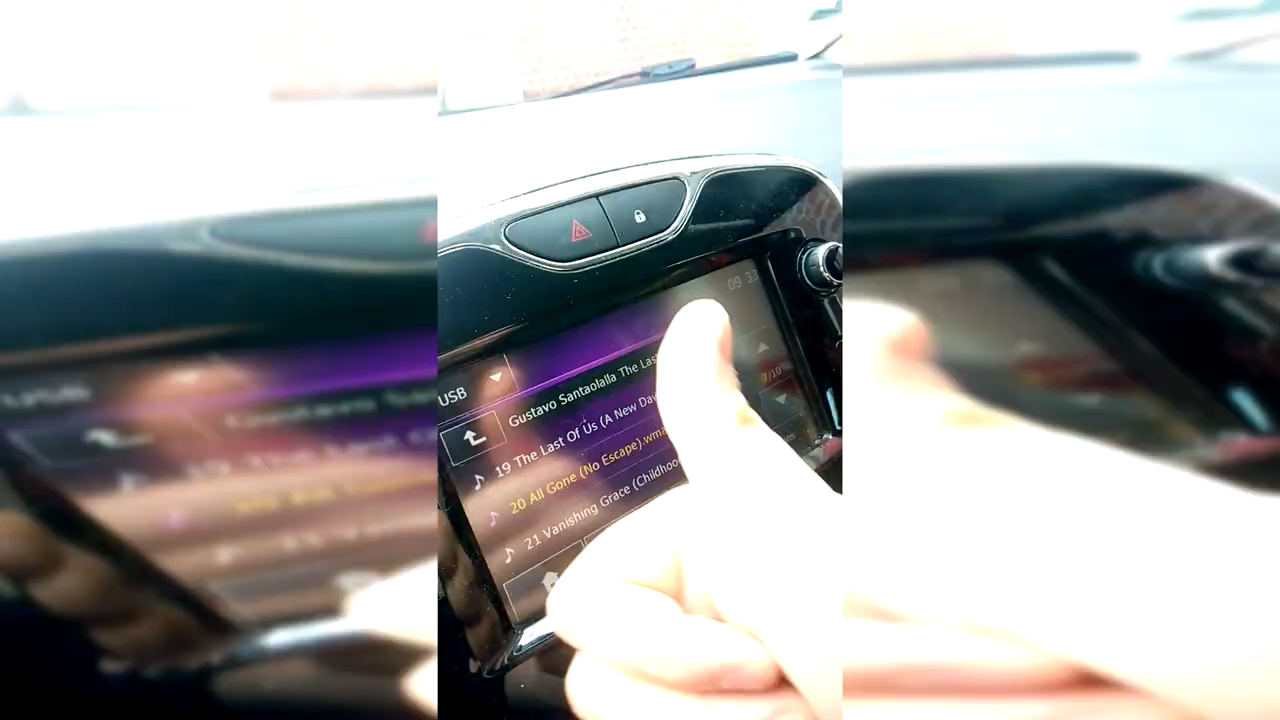 09 33
USB
Gustavo Santaolalla The Las
7/10
19 The Last Of Us (A New Daw
20 All Gone (No Escape).wma
21 Vanishing Grace (Childhoo